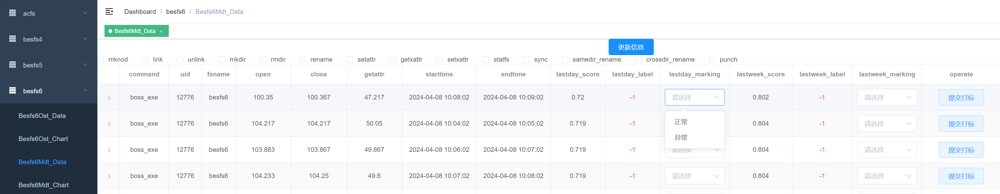 acfs
besfs4
besfs5
besfs6
Besfs6Ost_Data
Besfs6Ost_Chart
Besfs6Mdt_Data
Besfs6Mdt_Chart
Dashboard / besfs6 / Besfs6Mdt_Data
Besfs6Mdt_Data ×
更新信息
mknod link unlink mkdir rmdir rename setattr getxattr setxattr statfs sync samedir_rename crossdir_rename punch
command uid fsname open close getattr starttime endtime lastday_score lastday_label lastday_marking lastweek_score lastweek_label lastweek_marking operate
boss_exe 12776 besfs6 100.35 100.367 47.217 2024-04-08 10:08:02 2024-04-08 10:09:02 0.72 -1 请选择 0.802 -1 请选择 提交打标
boss_exe 12776 besfs6 104.217 104.217 50.05 2024-04-08 10:04:02 2024-04-08 10:05:02 0.719 -1 正常 0.804 -1 请选择 提交打标
异常
boss_exe 12776 besfs6 103.883 103.867 49.867 2024-04-08 10:06:02 2024-04-08 10:07:02 0.719 -1 请选择 0.804 -1 请选择 提交打标
boss_exe 12776 besfs6 104.233 104.25 49.6 2024-04-08 10:07:02 2024-04-08 10:08:02 0.719 -1 请选择 0.804 -1 请选择 提交打标